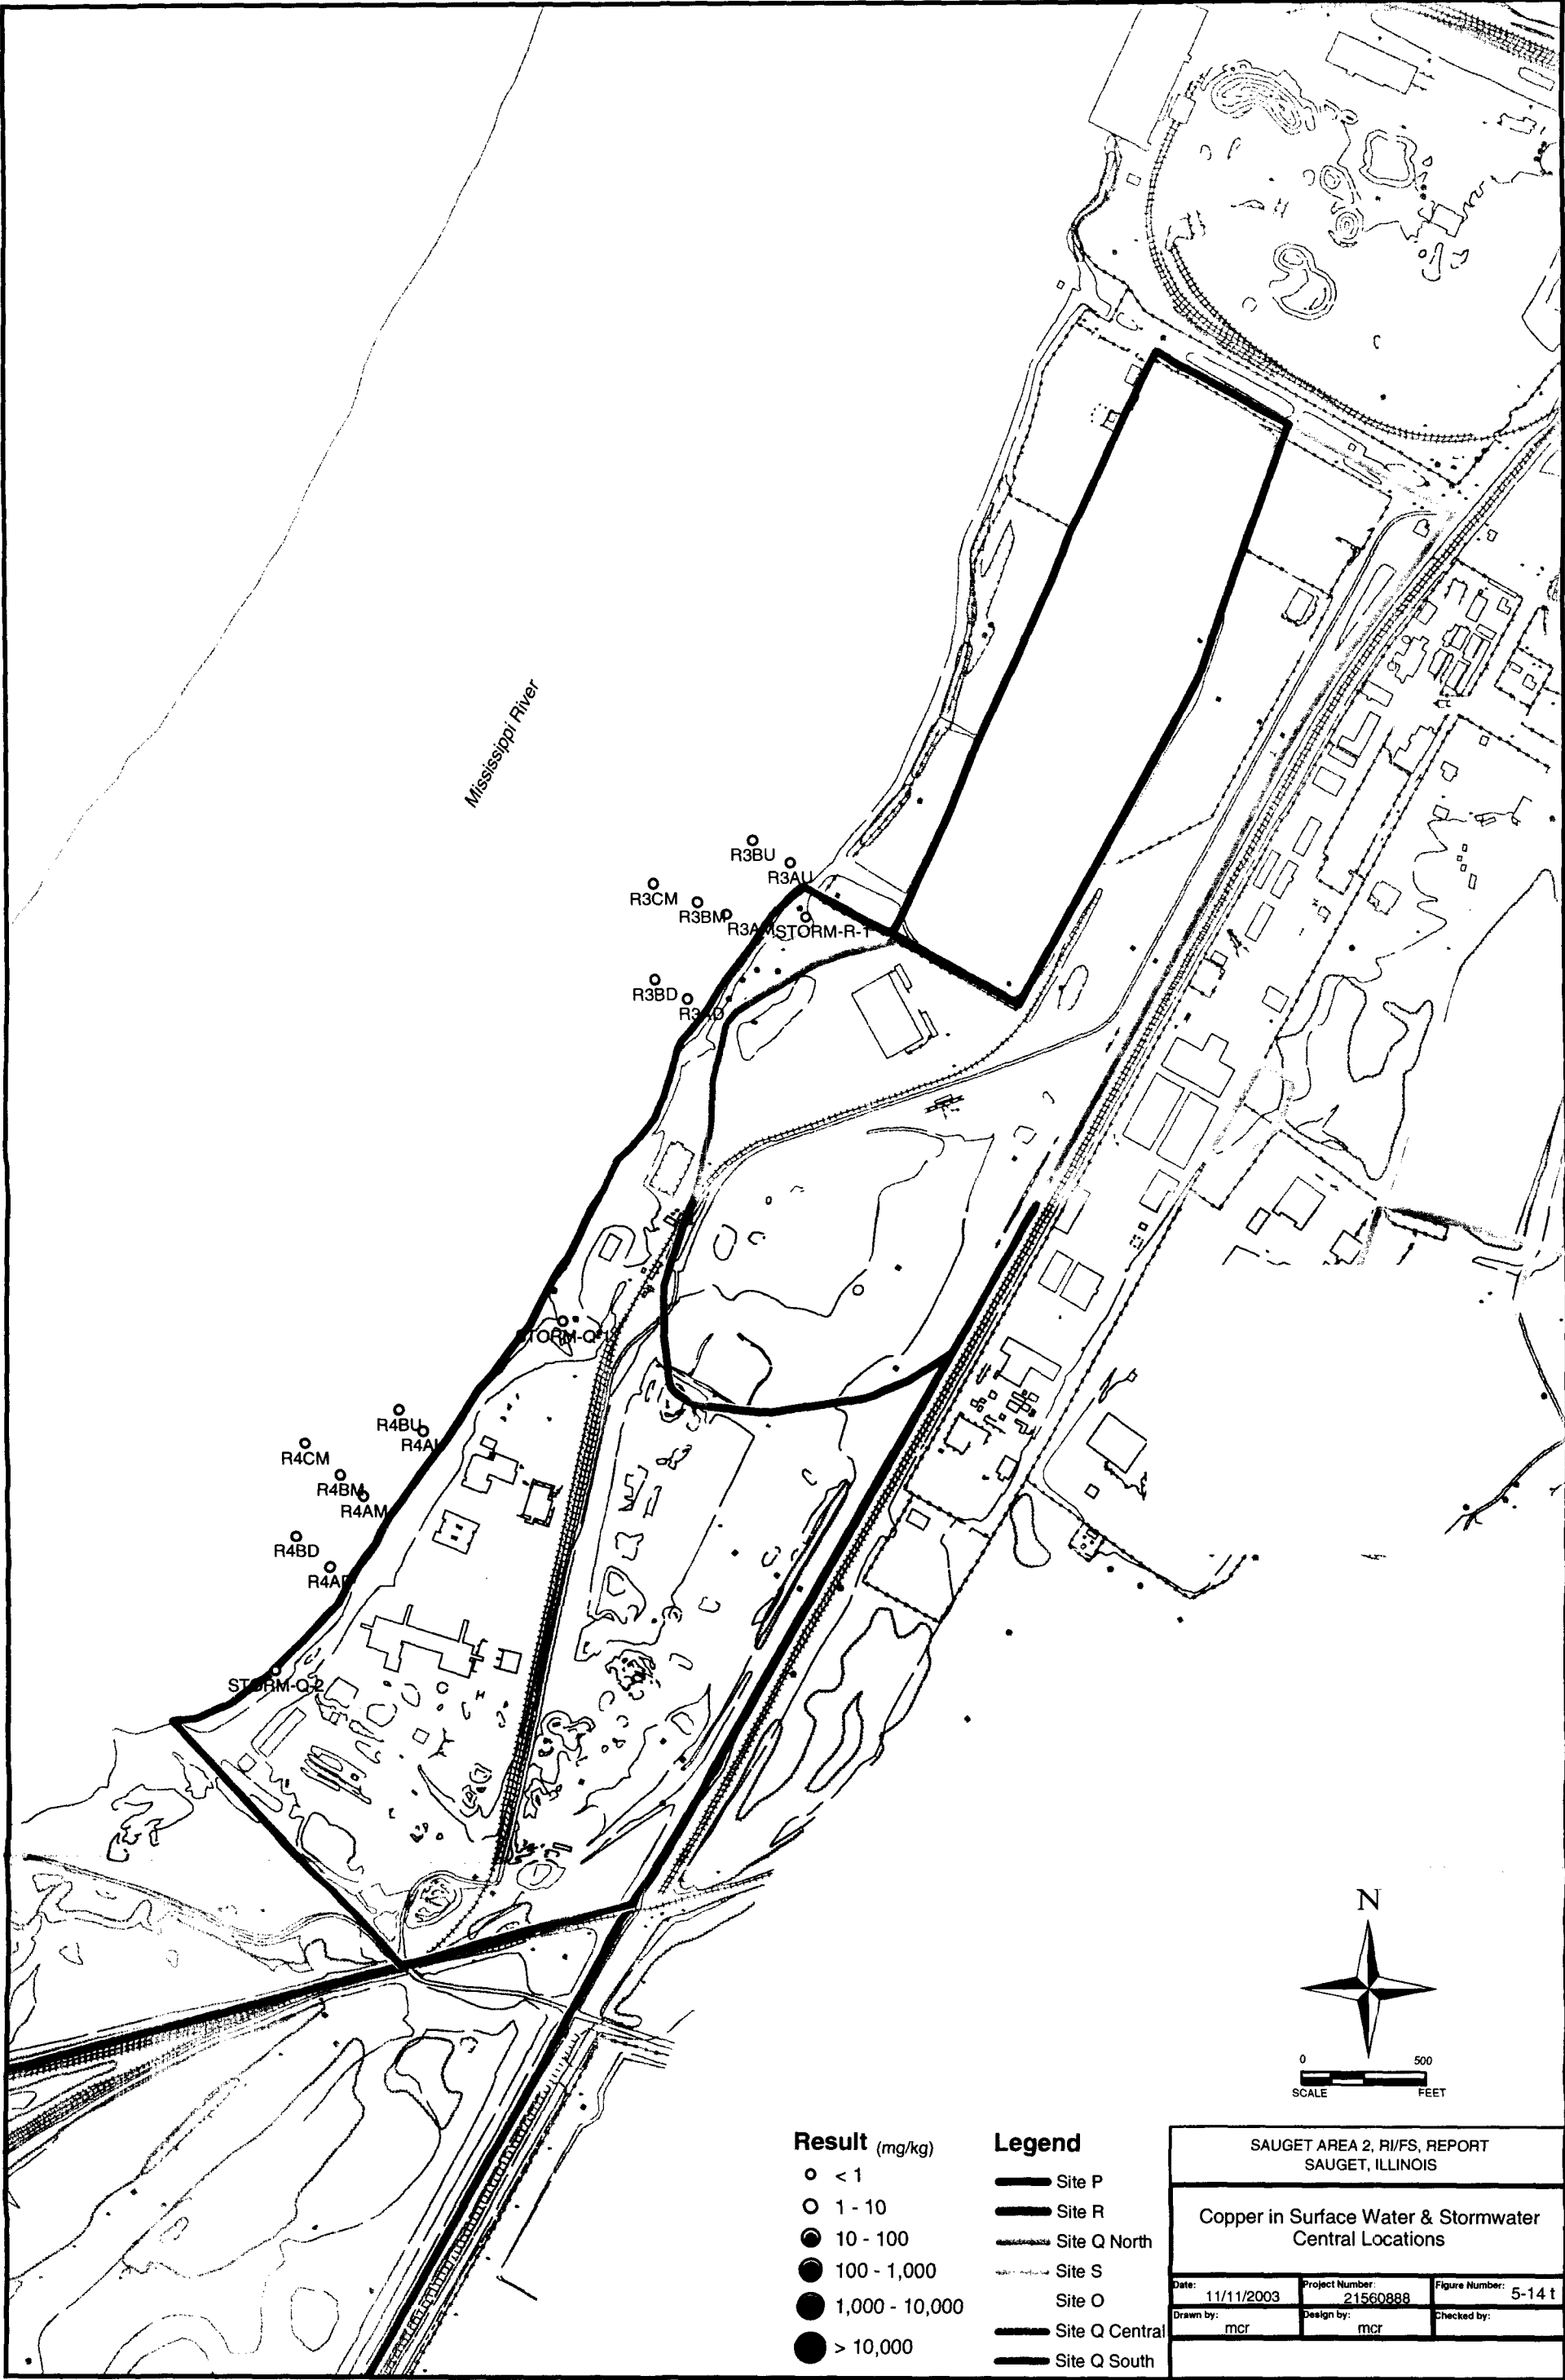 Mississippi River
R3BU
R3AU
R3CM
R3BM
R3AM
STORM-R-1
R3BD
R3AD
STORM-Q-1
R4BU
R4CM
R4BM
R4AM
R4BD
STORM-Q-2
N
0 500
SCALE FEET
Result (mg/kg)
< 1
1 - 10
10 - 100
100 - 1,000
1,000 - 10,000
> 10,000
Legend
Site P
Site R
Site Q North
Site S
Site O
Site Q Central
Site Q South
SAUGET AREA 2, RI/FS, REPORT
SAUGET, ILLINOIS
Copper in Surface Water & Stormwater
Central Locations
Date: 11/11/2003
Project Number: 21560888
Figure Number: 5-14 t
Drawn by: mcr
Design by: mcr
Checked by: